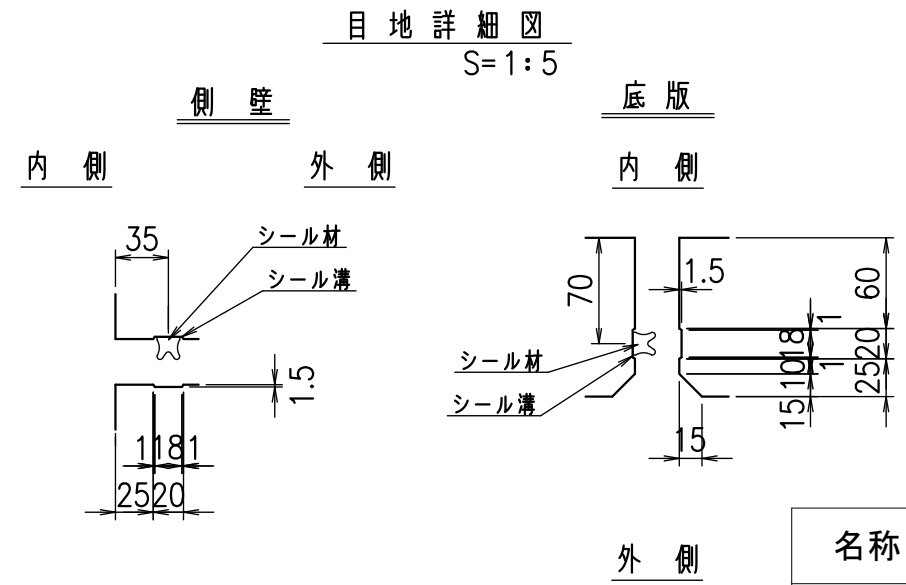 目地詳細図
S=1:5
側壁
底版
内側
外側
内側
35
シール材
シール溝
1.5
1 18 1
25 20
70
1.5
60
1
18
20
1
10
25
15
15
シール材
シール溝
外側
名称